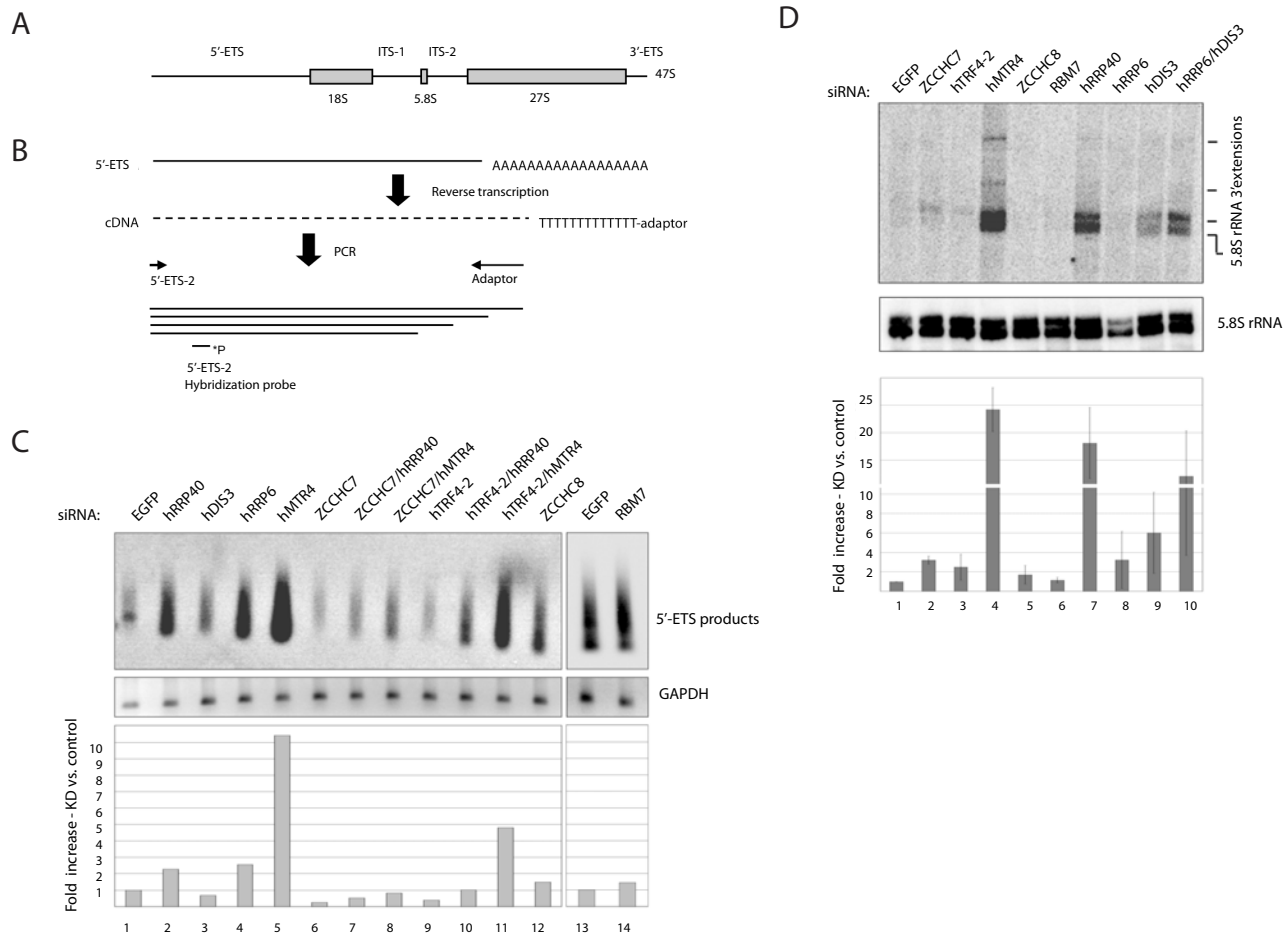 A
5′-ETS ITS-1 ITS-2 3′-ETS
47S
18S 5.8S 27S
B
5′-ETS AAAAAAAAAAAAAAAAAA
Reverse transcription
cDNA TTTTTTTTTTTTT-adaptor
PCR
5′-ETS-2 Adaptor
*P
5′-ETS-2
Hybridization probe
C
siRNA: EGFP hRRP40 hDIS3 hRRP6 hMTR4 ZCCHC7 ZCCHC7/hRRP40 ZCCHC7/hMTR4 hTRF4-2 hTRF4-2/hRRP40 hTRF4-2/hMTR4 ZCCHC8 EGFP RBM7
5′-ETS products
GAPDH
Fold increase - KD vs. control
10
9
8
7
6
5
4
3
2
1
1 2 3 4 5 6 7 8 9 10 11 12 13 14
D
siRNA: EGFP ZCCHC7 hTRF4-2 hMTR4 ZCCHC8 RBM7 hRRP40 hRRP6 hDIS3 hRRP6/hDIS3
5.8S rRNA 3′extensions
5.8S rRNA
Fold increase - KD vs. control
25
20
15
10
8
6
4
2
1 2 3 4 5 6 7 8 9 10